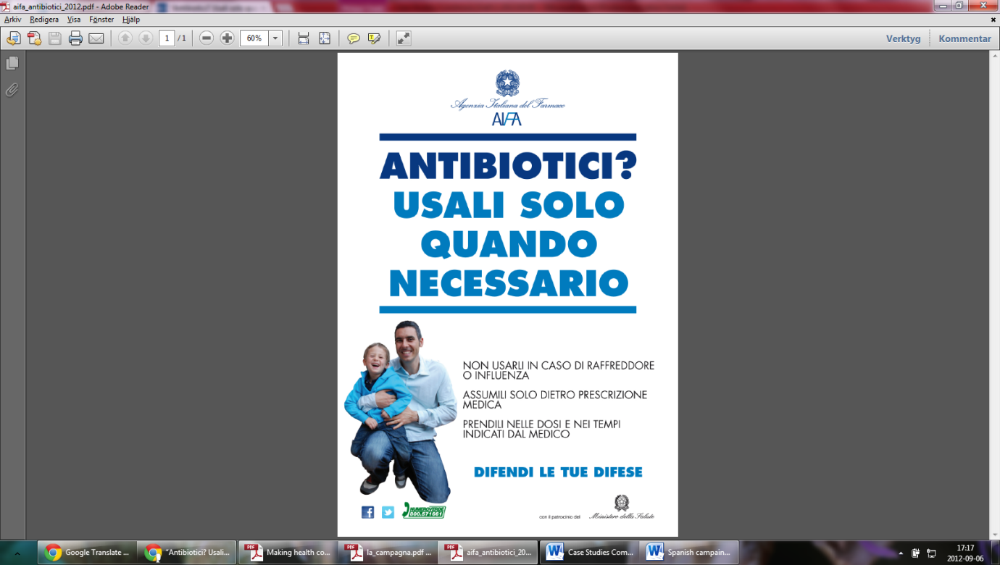 aifa_antibiotici_2012.pdf - Adobe Reader
Arkiv Redigera Visa Fönster Hjälp
1 / 1 60% Verktyg Kommentar
Agenzia Italiana del Farmaco
AIFA
ANTIBIOTICI?
USALI SOLO
QUANDO
NECESSARIO
NON USARLI IN CASO DI RAFFREDDORE
O INFLUENZA
ASSUMILI SOLO DIETRO PRESCRIZIONE
MEDICA
PRENDILI NELLE DOSI E NEI TEMPI
INDICATI DAL MEDICO
DIFENDI LE TUE DIFESE
NUMEROVERDE
800.571661
con il patrocinio del Ministero della Salute
Google Translate ... "Antibiotici? Usali... Making health co... la_campagna.pdf ... aifa_antibiotici_20... Case Studies Com... Spanish campain... 17:17
2012-09-06